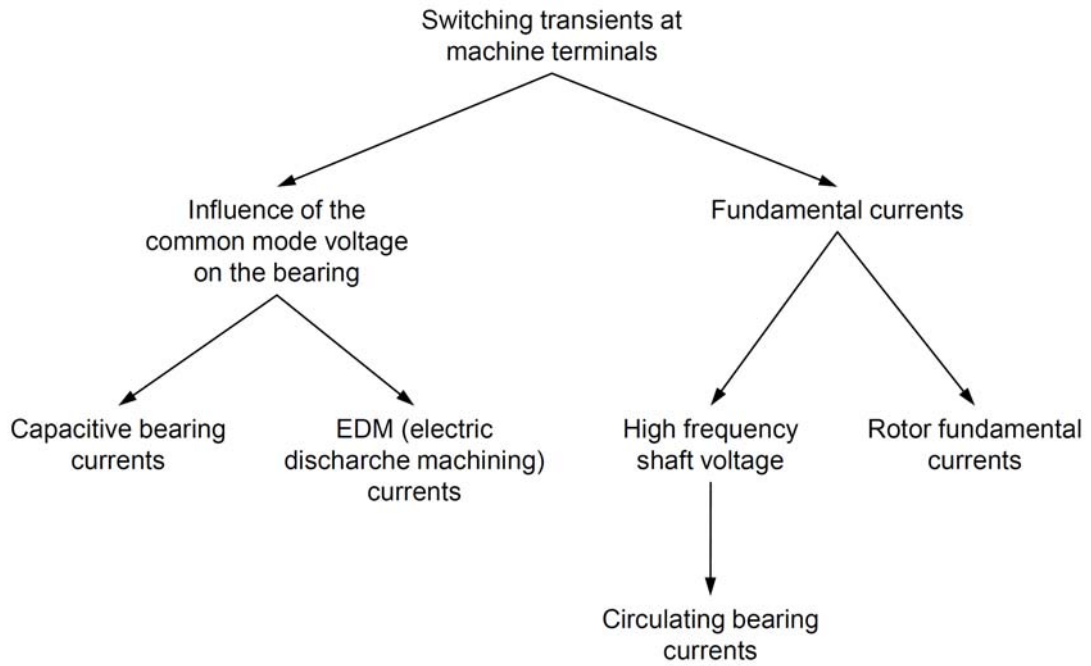 Switching transients at
machine terminals
Influence of the
common mode voltage
on the bearing
Fundamental currents
Capacitive bearing
currents
EDM (electric
discharche machining)
currents
High frequency
shaft voltage
Rotor fundamental
currents
Circulating bearing
currents